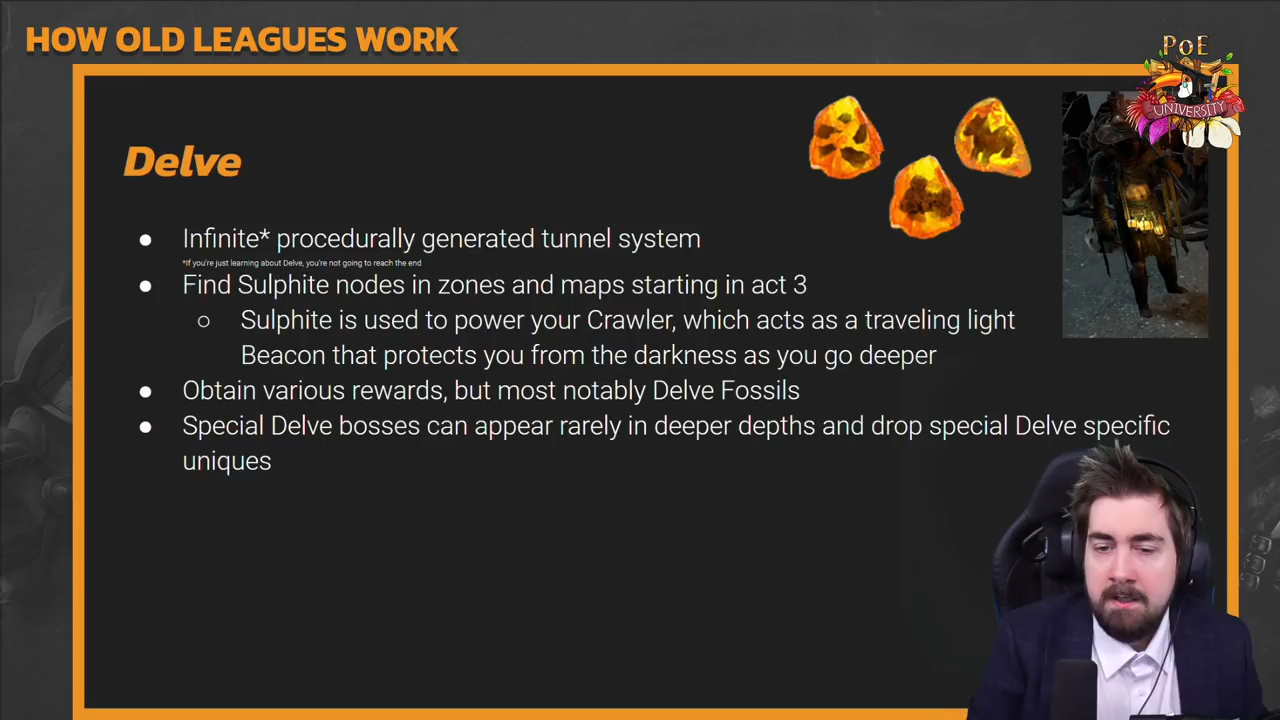 HOW OLD LEAGUES WORK
PoE
UNIVERSITY
Delve
Infinite* procedurally generated tunnel system
*If you're just learning about Delve, you're not going to reach the end
Find Sulphite nodes in zones and maps starting in act 3
Sulphite is used to power your Crawler, which acts as a traveling light
Beacon that protects you from the darkness as you go deeper
Obtain various rewards, but most notably Delve Fossils
Special Delve bosses can appear rarely in deeper depths and drop special Delve specific
uniques